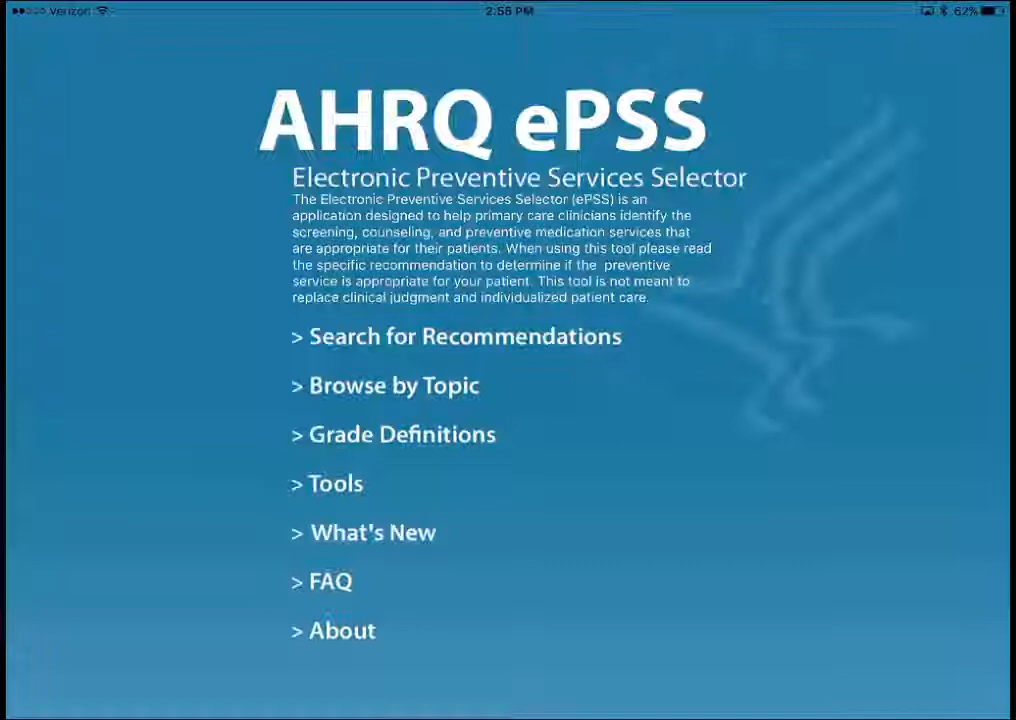 Verizon 2:58 PM 62%
AHRQ ePSS
Electronic Preventive Services Selector
The Electronic Preventive Services Selector (ePSS) is an
application designed to help primary care clinicians identify the
screening, counseling, and preventive medication services that
are appropriate for their patients. When using this tool please read
the specific recommendation to determine if the preventive
service is appropriate for your patient. This tool is not meant to
replace clinical judgment and individualized patient care.
> Search for Recommendations
> Browse by Topic
> Grade Definitions
> Tools
> What's New
> FAQ
> About